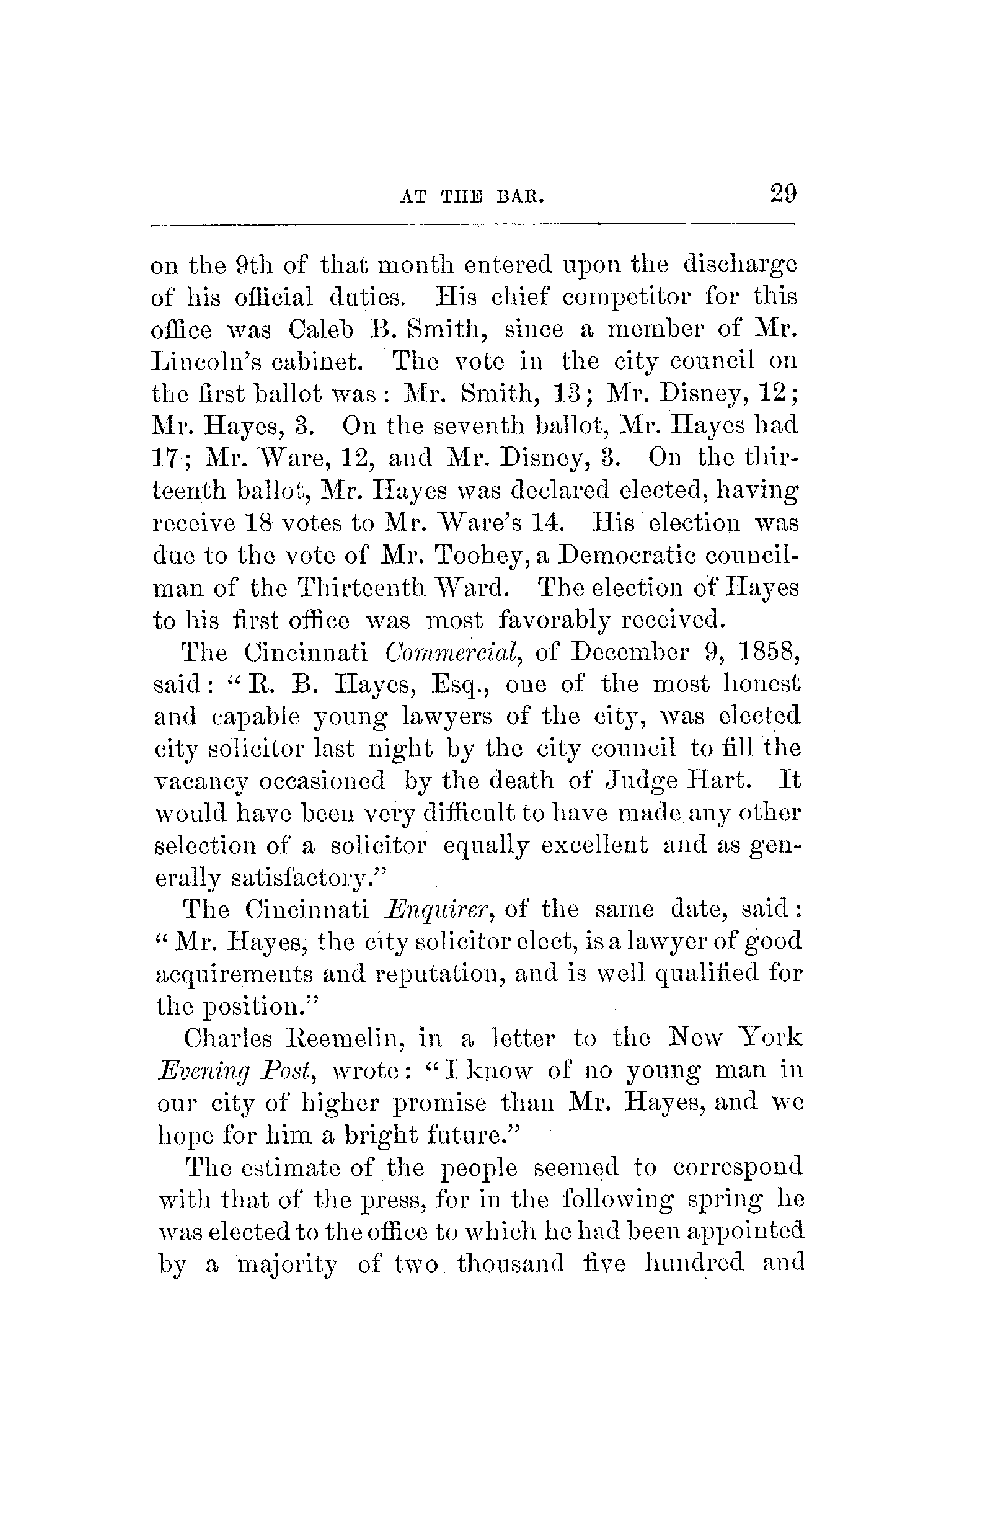 AT THE BAR. 29
on the 9th of that month entered upon the discharge
of his official duties. His chief competitor for this
office was Caleb B. Smith, since a member of Mr.
Lincoln's cabinet. The vote in the city council on
the first ballot was: Mr. Smith, 13; Mr. Disney, 12;
Mr. Hayes, 3. On the seventh ballot, Mr. Hayes had
17; Mr. Ware, 12, and Mr. Disney, 3. On the thir-
teenth ballot, Mr. Hayes was declared elected, having
receive 18 votes to Mr. Ware's 14. His election was
due to the vote of Mr. Toohey, a Democratic council-
man of the Thirteenth Ward. The election of Hayes
to his first office was most favorably received.
The Cincinnati Commercial, of December 9, 1858,
said: "R. B. Hayes, Esq., one of the most honest
and capable young lawyers of the city, was elected
city solicitor last night by the city council to fill the
vacancy occasioned by the death of Judge Hart. It
would have been very difficult to have made any other
selection of a solicitor equally excellent and as gen-
erally satisfactory."
The Cincinnati Enquirer, of the same date, said:
"Mr. Hayes, the city solicitor elect, is a lawyer of good
acquirements and reputation, and is well qualified for
the position."
Charles Reemelin, in a letter to the New York
Evening Post, wrote: "I know of no young man in
our city of higher promise than Mr. Hayes, and we
hope for him a bright future."
The estimate of the people seemed to correspond
with that of the press, for in the following spring he
was elected to the office to which he had been appointed
by a majority of two thousand five hundred and